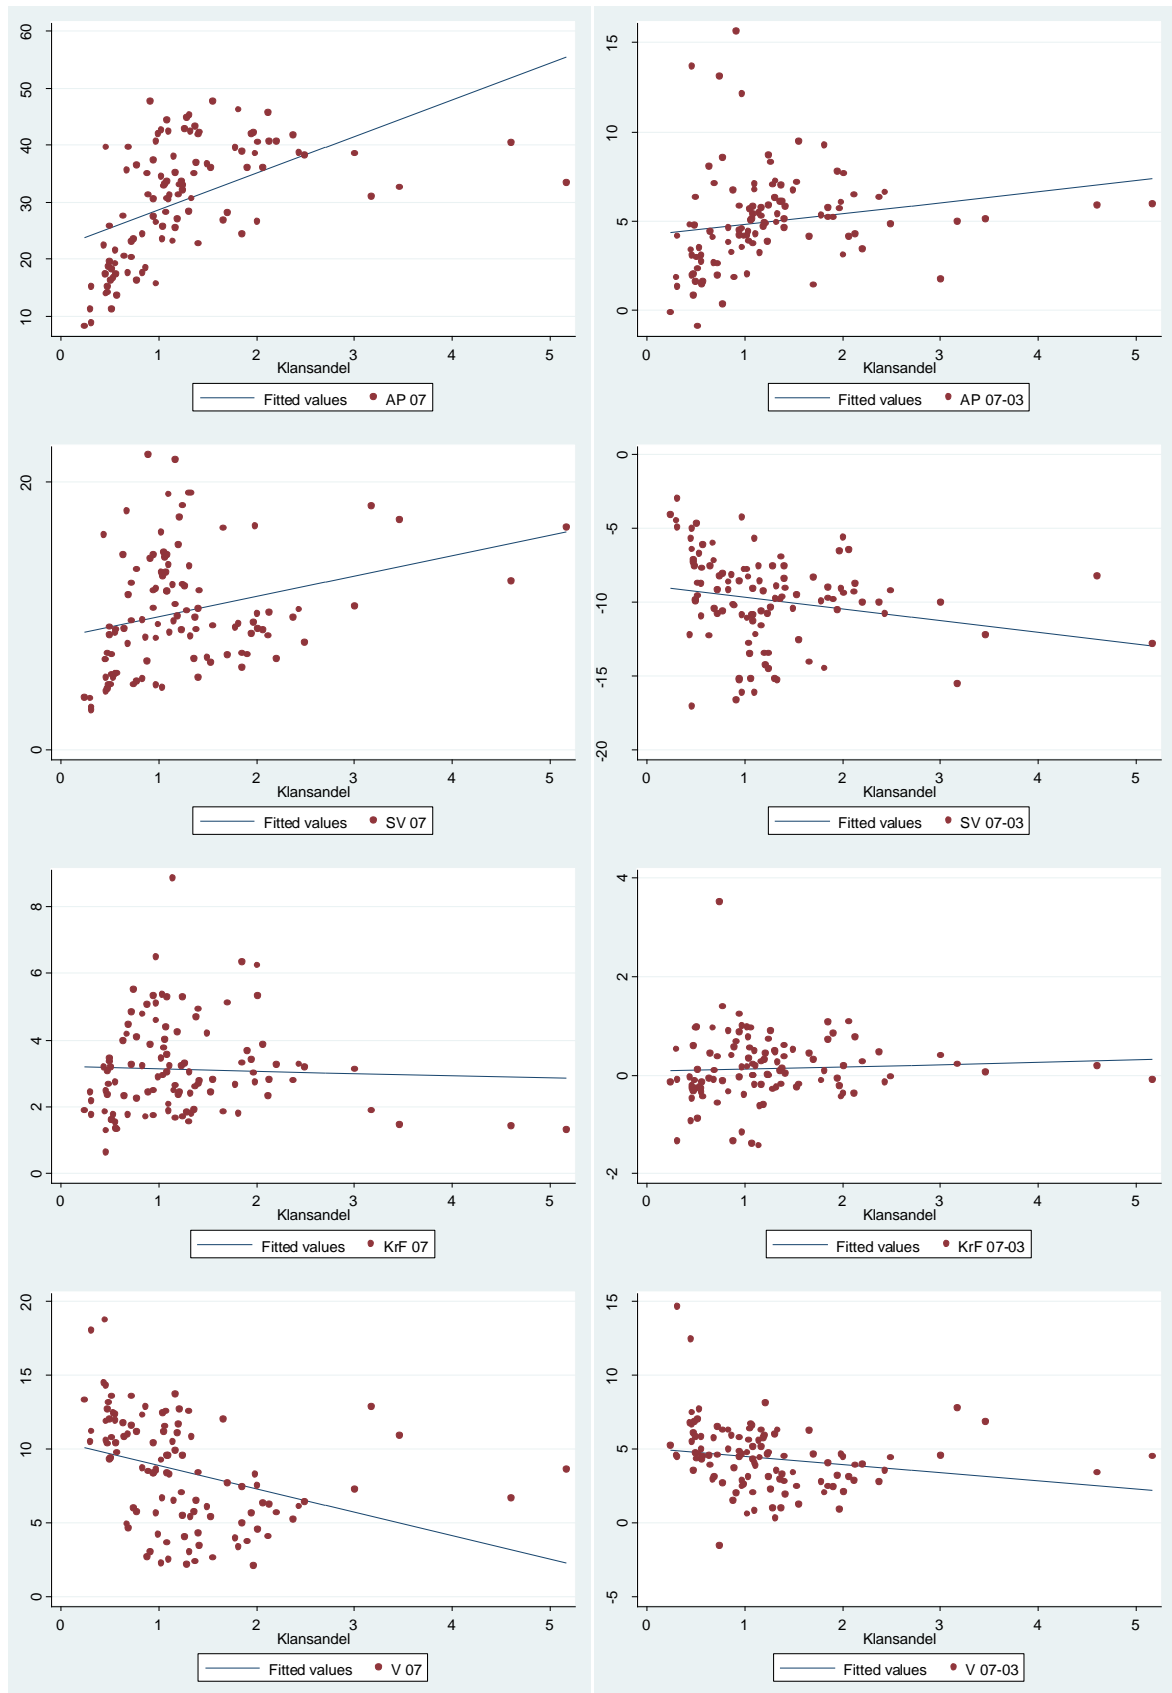 60
50
40
30
20
10
0 1 2 3 4 5
Klansandel
Fitted values AP 07
15
10
5
0
0 1 2 3 4 5
Klansandel
Fitted values AP 07-03
20
0
0 1 2 3 4 5
Klansandel
Fitted values SV 07
0
-5
-10
-15
-20
0 1 2 3 4 5
Klansandel
Fitted values SV 07-03
8
6
4
2
0
0 1 2 3 4 5
Klansandel
Fitted values KrF 07
4
2
0
-2
0 1 2 3 4 5
Klansandel
Fitted values KrF 07-03
20
15
10
5
0
0 1 2 3 4 5
Klansandel
Fitted values V 07
15
10
5
0
-5
0 1 2 3 4 5
Klansandel
Fitted values V 07-03